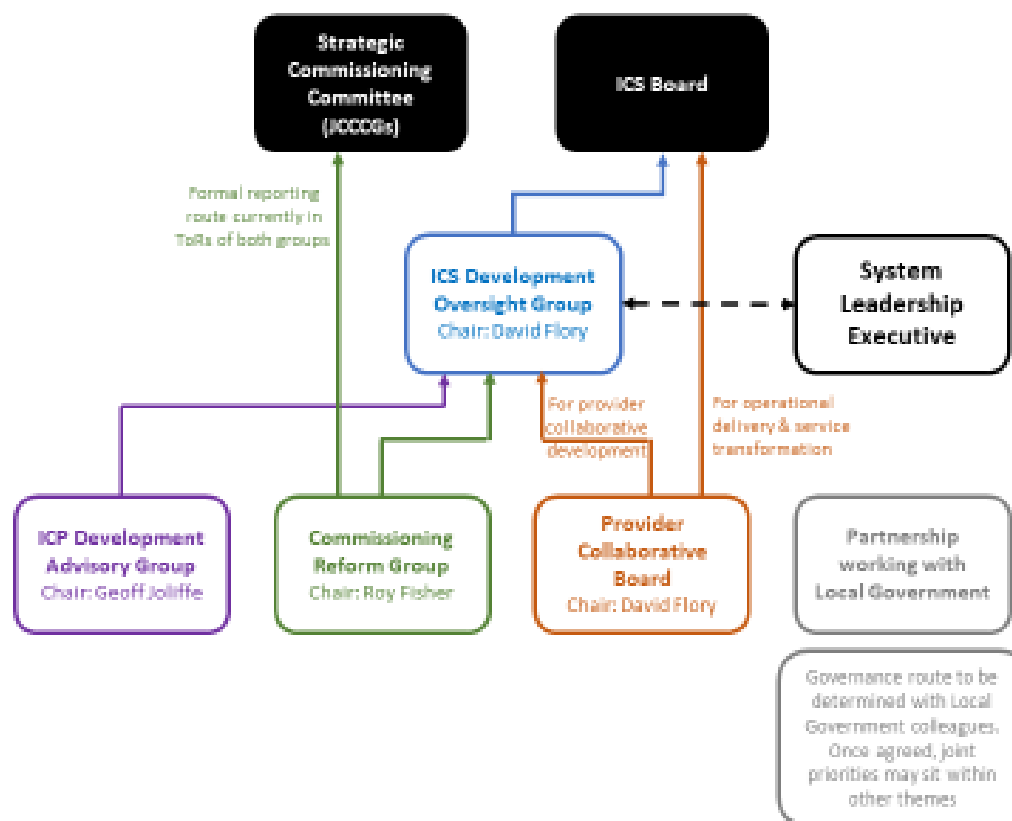 Strategic
Commissioning
Committee
(JCCCGs)
ICS Board
Formal reporting
route currently in
ToRs of both groups
ICS Development
Oversight Group
Chair: David Flory
System
Leadership
Executive
For provider
collaborative
development
For operational
delivery & service
transformation
ICP Development
Advisory Group
Chair: Geoff Joliffe
Commissioning
Reform Group
Chair: Roy Fisher
Provider
Collaborative
Board
Chair: David Flory
Partnership
working with
Local Government
Governance route to be
determined with Local
Government colleagues.
Once agreed, joint
priorities may sit within
other themes